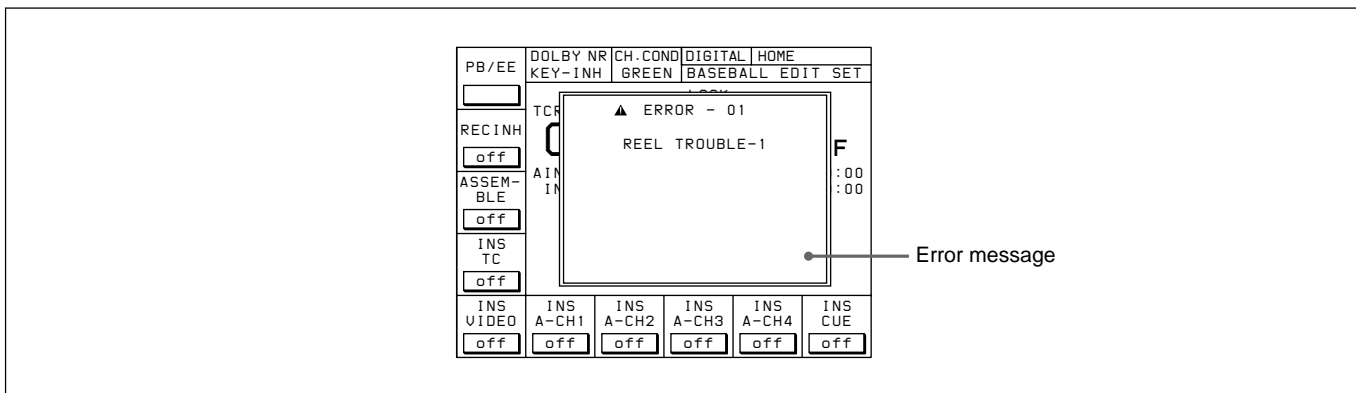 PB/EE
DOLBY NR CH.COND DIGITAL HOME
KEY-INH GREEN BASEBALL EDIT SET
TCR
⚠ ERROR - 01
REEL TROUBLE-1
F
RECINH
off
AIN
:00
IN
:00
ASSEM-
BLE
off
INS
TC
off
Error message
INS VIDEO
off
INS A-CH1
off
INS A-CH2
off
INS A-CH3
off
INS A-CH4
off
INS CUE
off